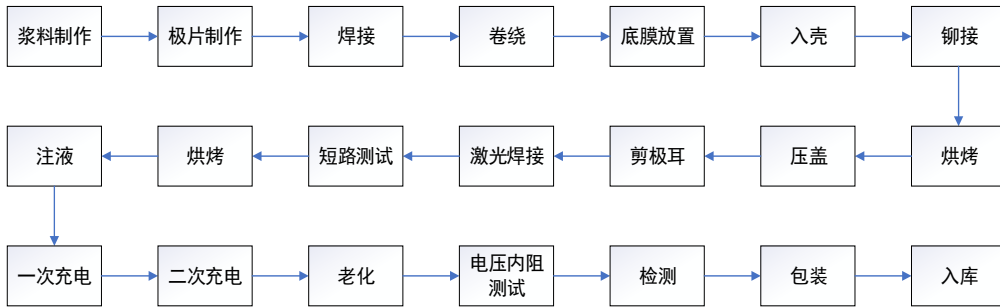 浆料制作
极片制作
焊接
卷绕
底膜放置
入壳
铆接
注液
烘烤
短路测试
激光焊接
剪极耳
压盖
烘烤
一次充电
二次充电
老化
电压内阻
测试
检测
包装
入库